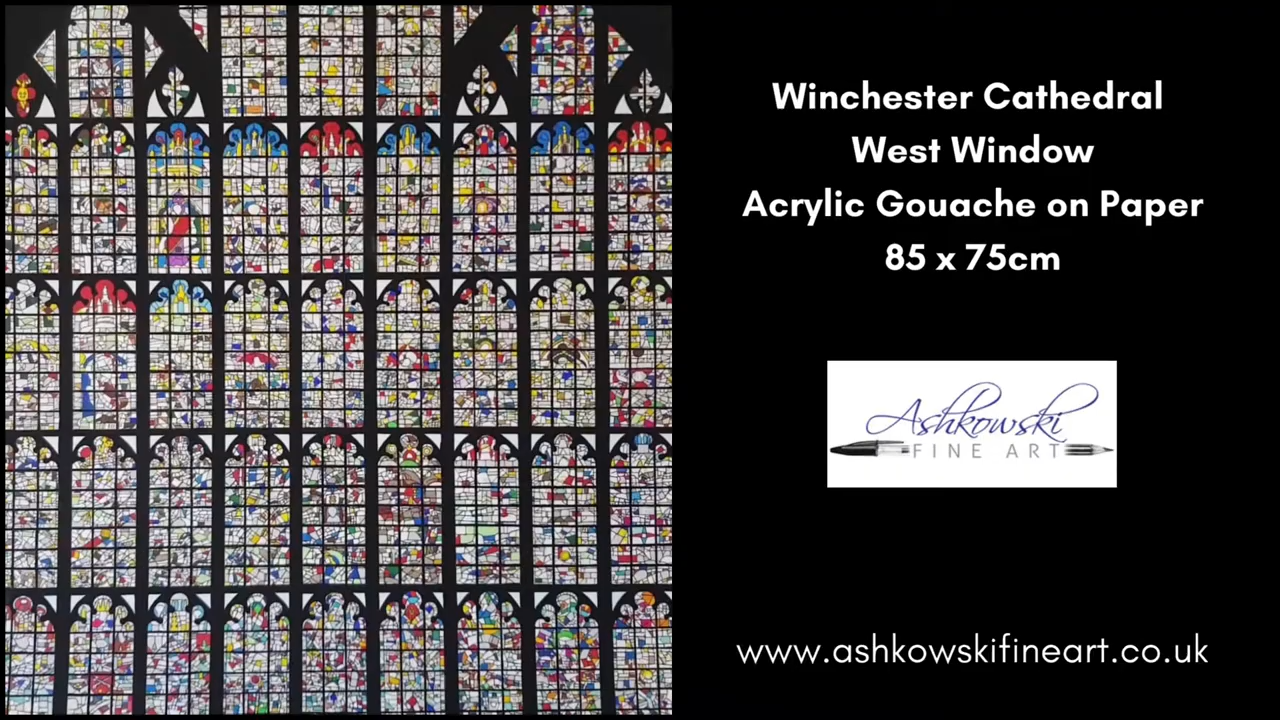 Winchester Cathedral
West Window
Acrylic Gouache on Paper
85 x 75cm
Ashkowski
FINE ART
www.ashkowskifineart.co.uk